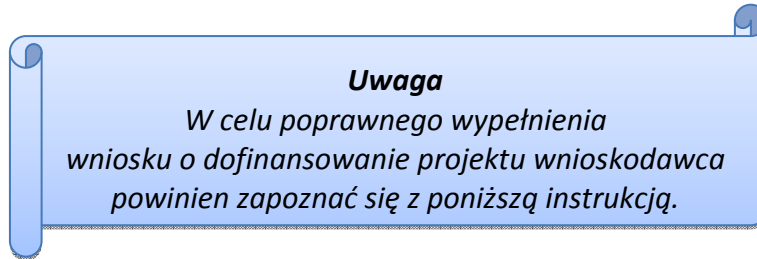 Uwaga
W celu poprawnego wypełnienia
wniosku o dofinansowanie projektu wnioskodawca
powinien zapoznać się z poniższą instrukcją.